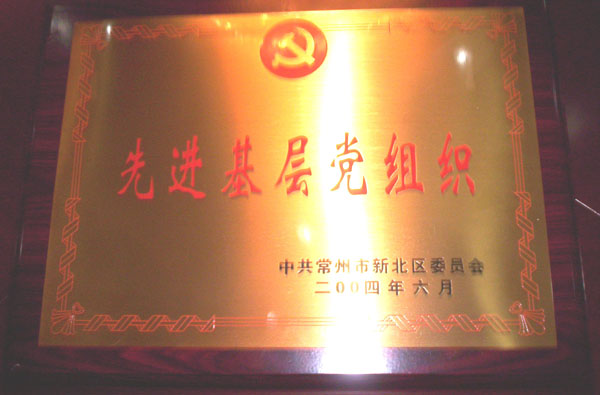 先进基层党组织
中共常州市新北区委员会
二00四年六月